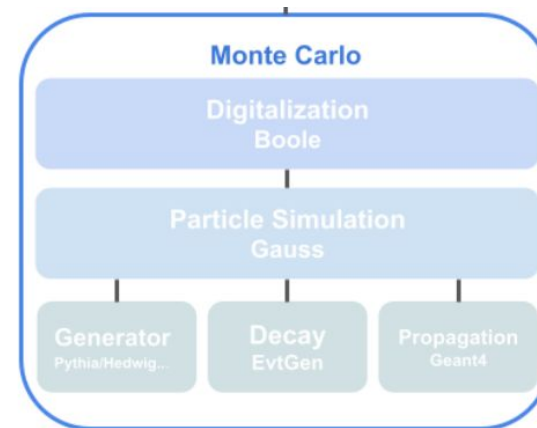 Monte Carlo
Digitalization
Boole
Particle Simulation
Gauss
Generator
Pythia/Hedwig...
Decay
EvtGen
Propagation
Geant4